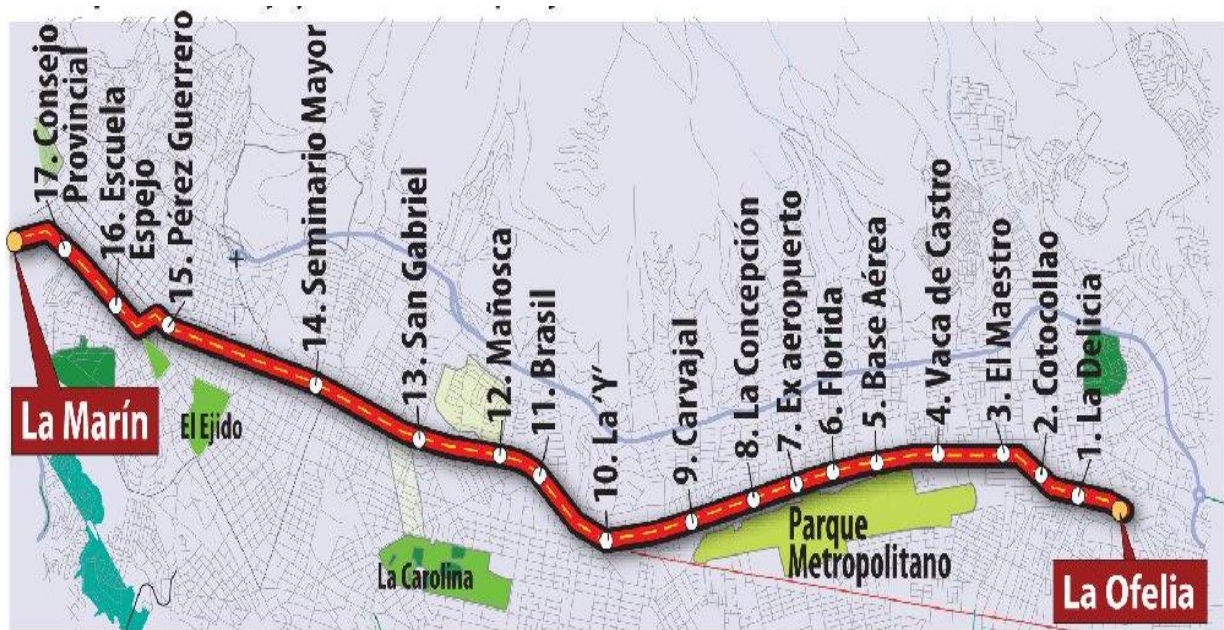 17. Consejo
Provincial
16. Escuela
Espejo
15. Pérez Guerrero
14. Seminario Mayor
13. San Gabriel
12. Mañosca
11. Brasil
10. La 'Y'
9. Carvajal
8. La Concepción
7. Ex aeropuerto
6. Florida
5. Base Aérea
4. Vaca de Castro
3. El Maestro
2. Cotocollao
1. La Delicia
La Marín
El Ejido
La Carolina
Parque
Metropolitano
La Ofelia